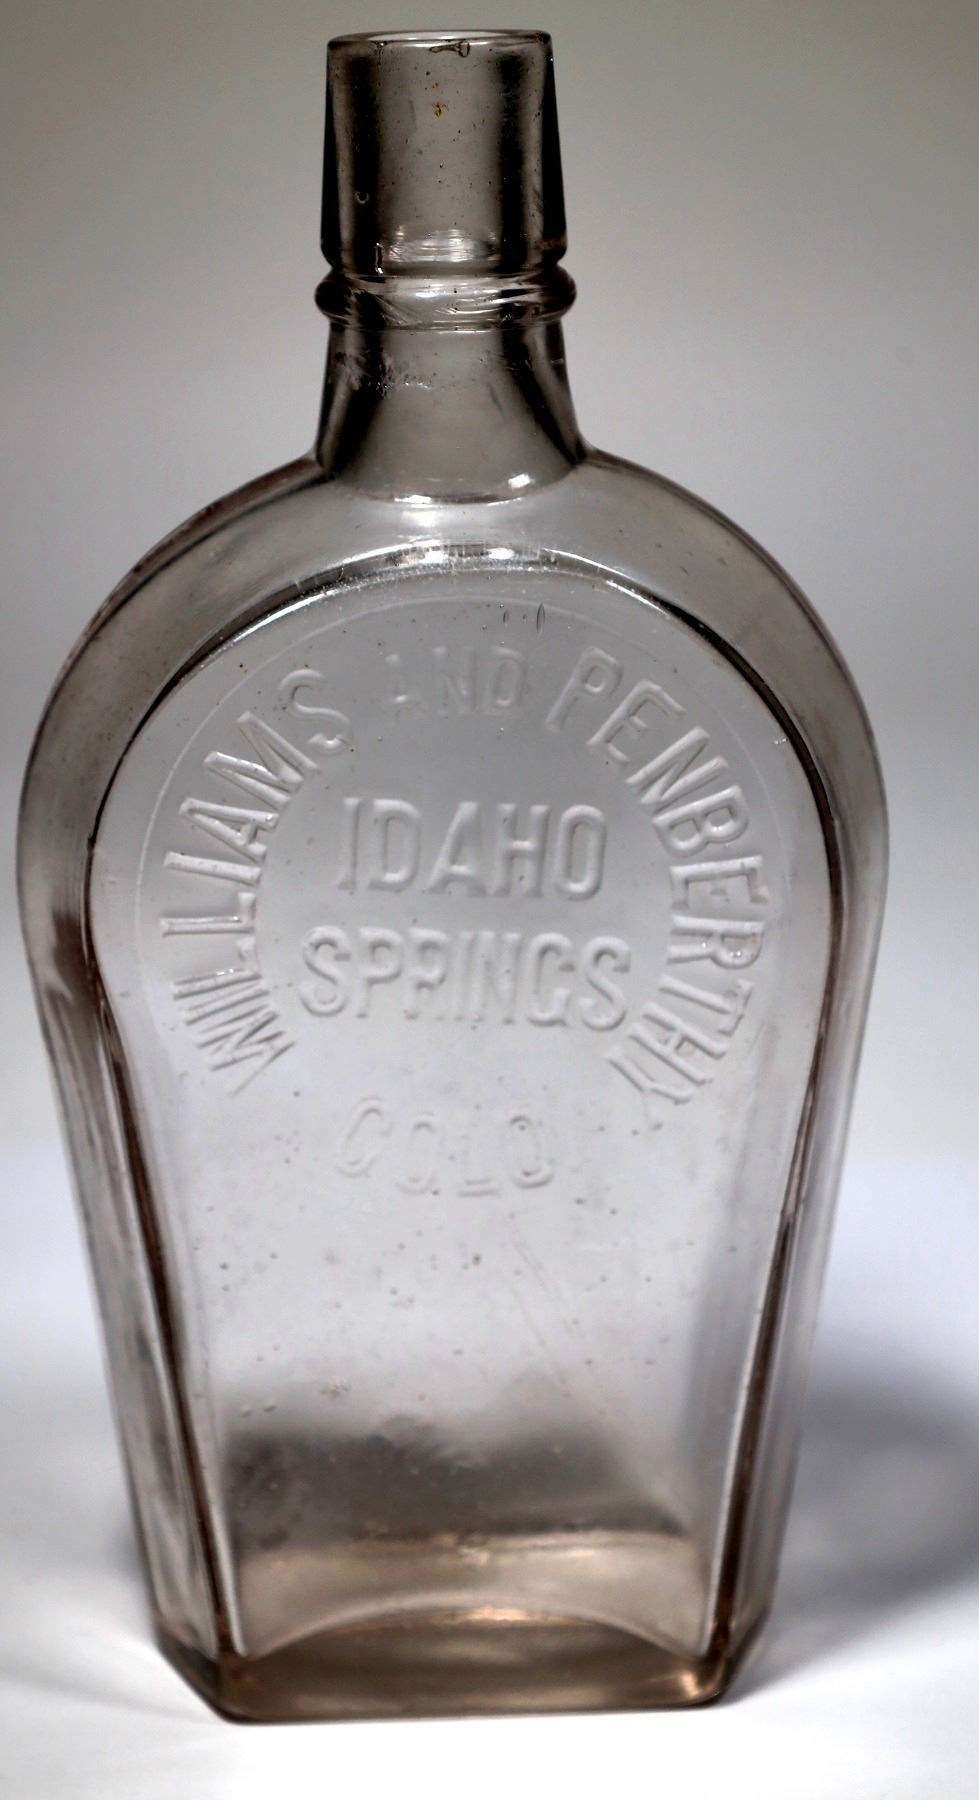 WILLIAMS AND PENBERTHY
IDAHO
SPRINGS
COLO